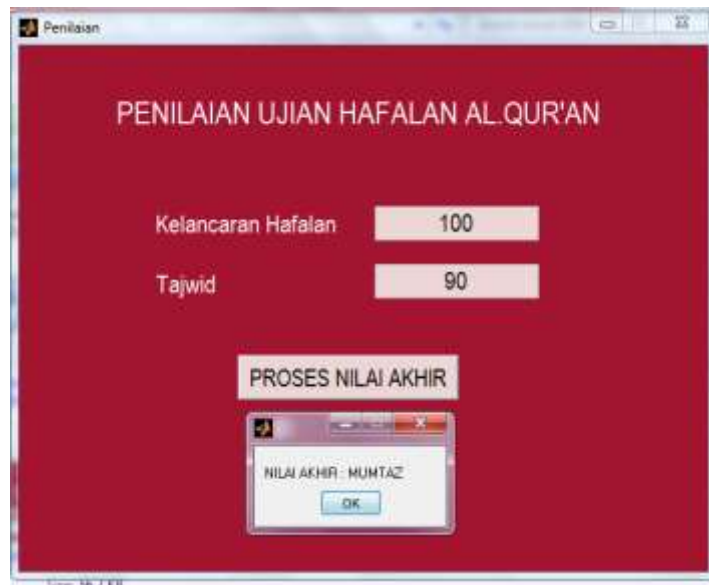 Penilaian
PENILAIAN UJIAN HAFALAN AL.QUR'AN
Kelancaran Hafalan 100
Tajwid 90
PROSES NILAI AKHIR
NILAI AKHIR : MUMTAZ
OK